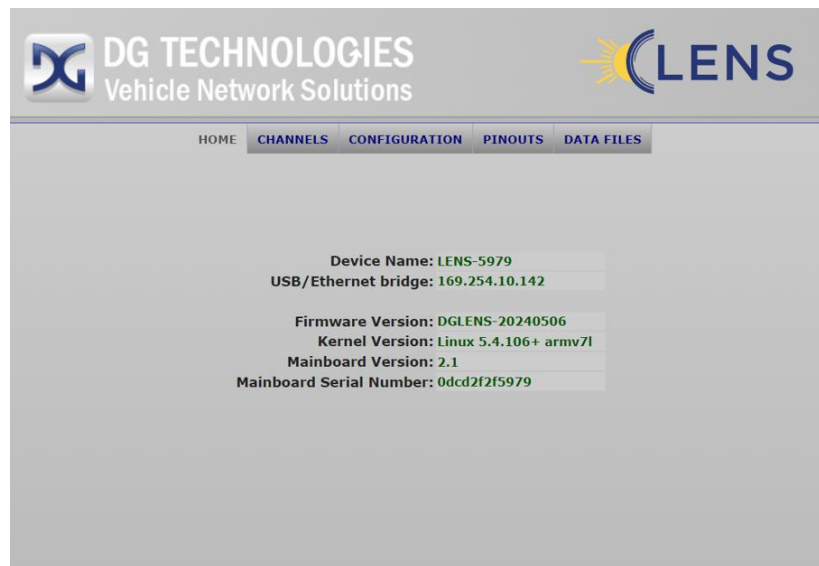 DG TECHNOLOGIES
Vehicle Network Solutions
LENS
HOME CHANNELS CONFIGURATION PINOUTS DATA FILES
Device Name: LENS-5979
USB/Ethernet bridge: 169.254.10.142
Firmware Version: DGLENS-20240506
Kernel Version: Linux 5.4.106+ armv7l
Mainboard Version: 2.1
Mainboard Serial Number: 0dcd2f2f5979